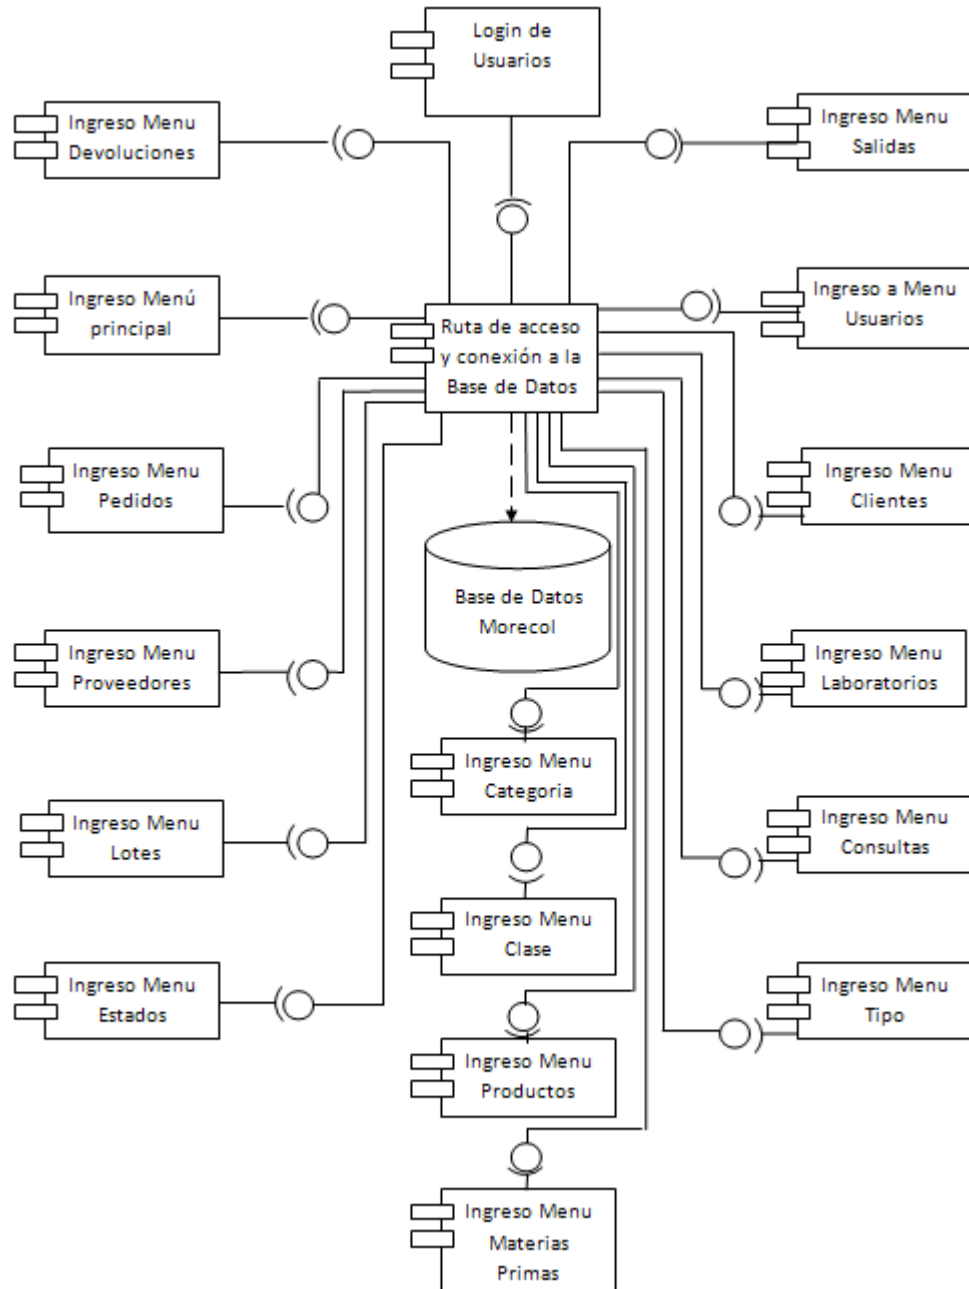 Login de
Usuarios
Ingreso Menu
Devoluciones
Ingreso Menu
Salidas
Ingreso Menú
principal
Ruta de acceso
y conexión a la
Base de Datos
Ingreso a Menu
Usuarios
Ingreso Menu
Pedidos
Ingreso Menu
Clientes
Base de Datos
Morecol
Ingreso Menu
Proveedores
Ingreso Menu
Laboratorios
Ingreso Menu
Categoria
Ingreso Menu
Lotes
Ingreso Menu
Consultas
Ingreso Menu
Clase
Ingreso Menu
Estados
Ingreso Menu
Tipo
Ingreso Menu
Productos
Ingreso Menu
Materias
Primas